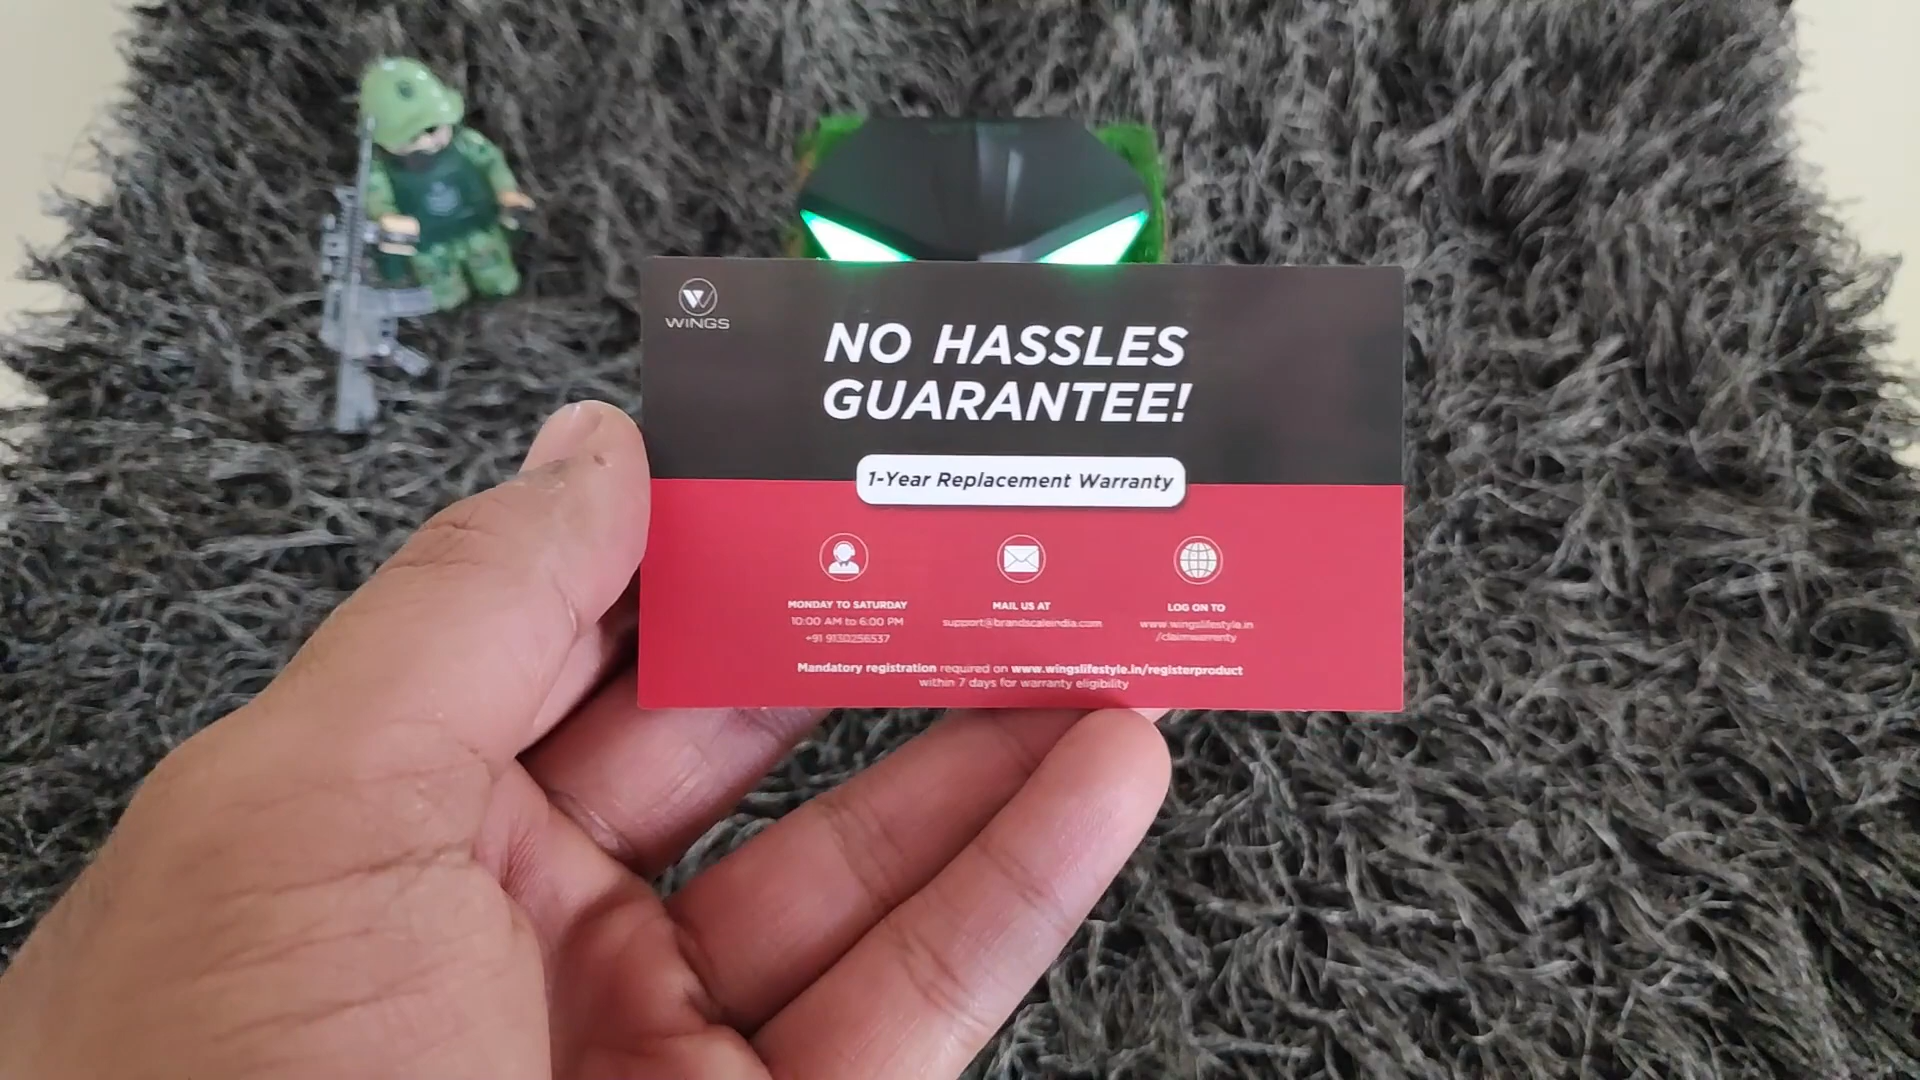 WINGS
NO HASSLES
GUARANTEE!
1-Year Replacement Warranty
MONDAY TO SATURDAY
10:00 AM to 6:00 PM
+91 9130256537
MAIL US AT
support@brandscaleindia.com
LOG ON TO
www.wingslifestyle.in
/claimwarrenty
Mandatory registration required on www.wingslifestyle.in/registerproduct
within 7 days for warranty eligibility